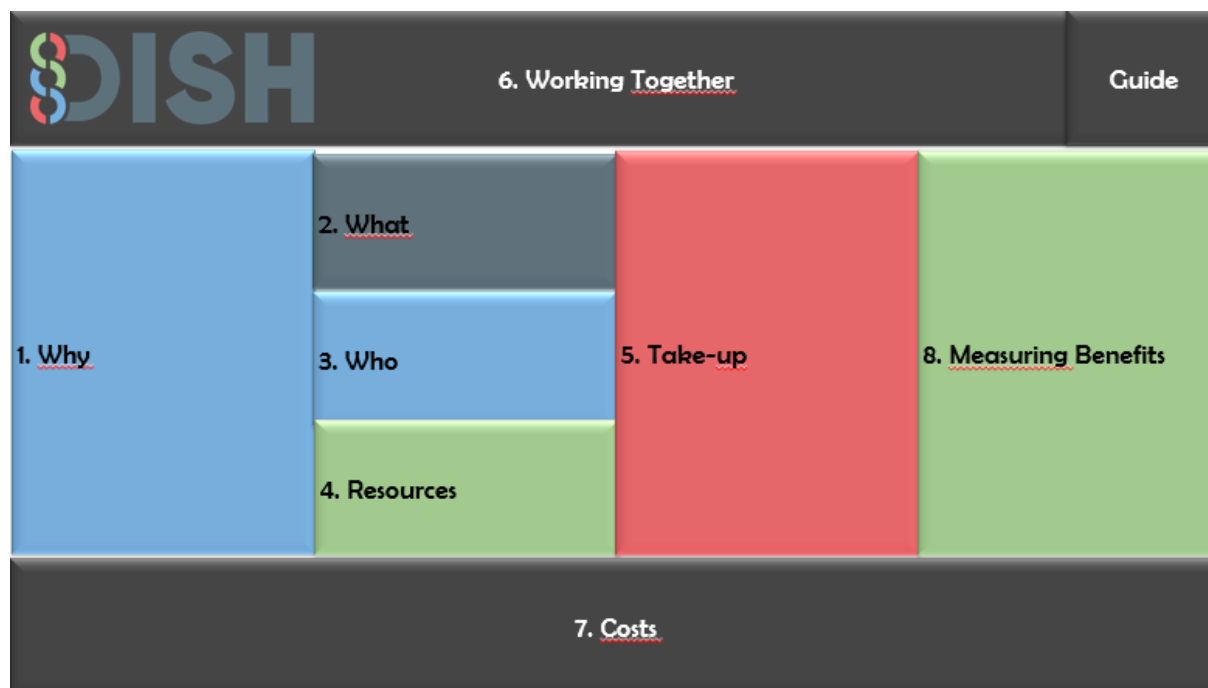 DISH
6. Working Together
Guide
1. Why
2. What
3. Who
4. Resources
5. Take-up
8. Measuring Benefits
7. Costs